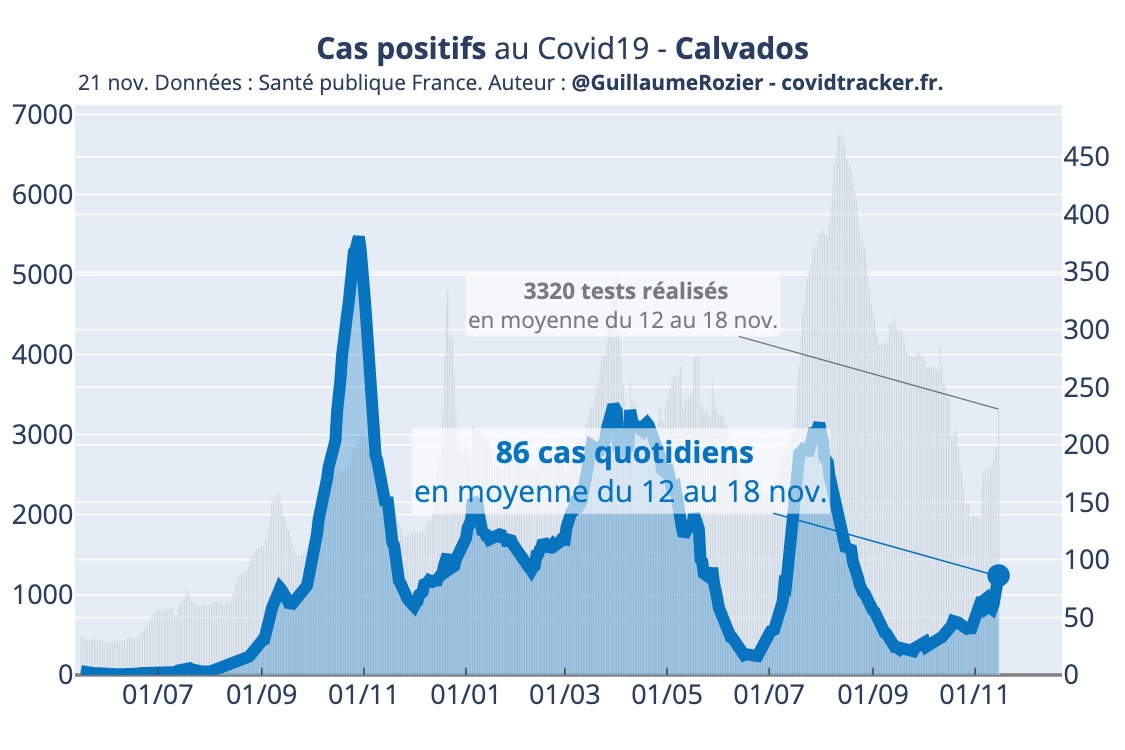 Cas positifs au Covid19 - Calvados
21 nov. Données : Santé publique France. Auteur : @GuillaumeRozier - covidtracker.fr.
7000
6000
5000
4000
3000
2000
1000
0
450
400
350
300
250
200
150
100
50
0
3320 tests réalisés
en moyenne du 12 au 18 nov.
86 cas quotidiens
en moyenne du 12 au 18 nov.
01/07 01/09 01/11 01/01 01/03 01/05 01/07 01/09 01/11